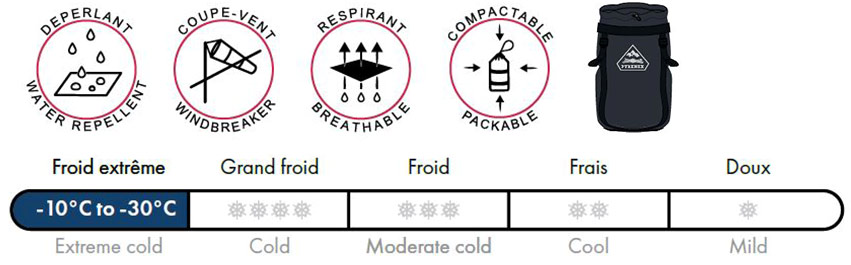 DEPERLANT
WATER REPELLENT
COUPE-VENT
WINDBREAKER
RESPIRANT
BREATHABLE
COMPACTABLE
PACKABLE
PYRENEX
Froid extrême Grand froid Froid Frais Doux
-10°C to -30°C
Extreme cold Cold Moderate cold Cool Mild